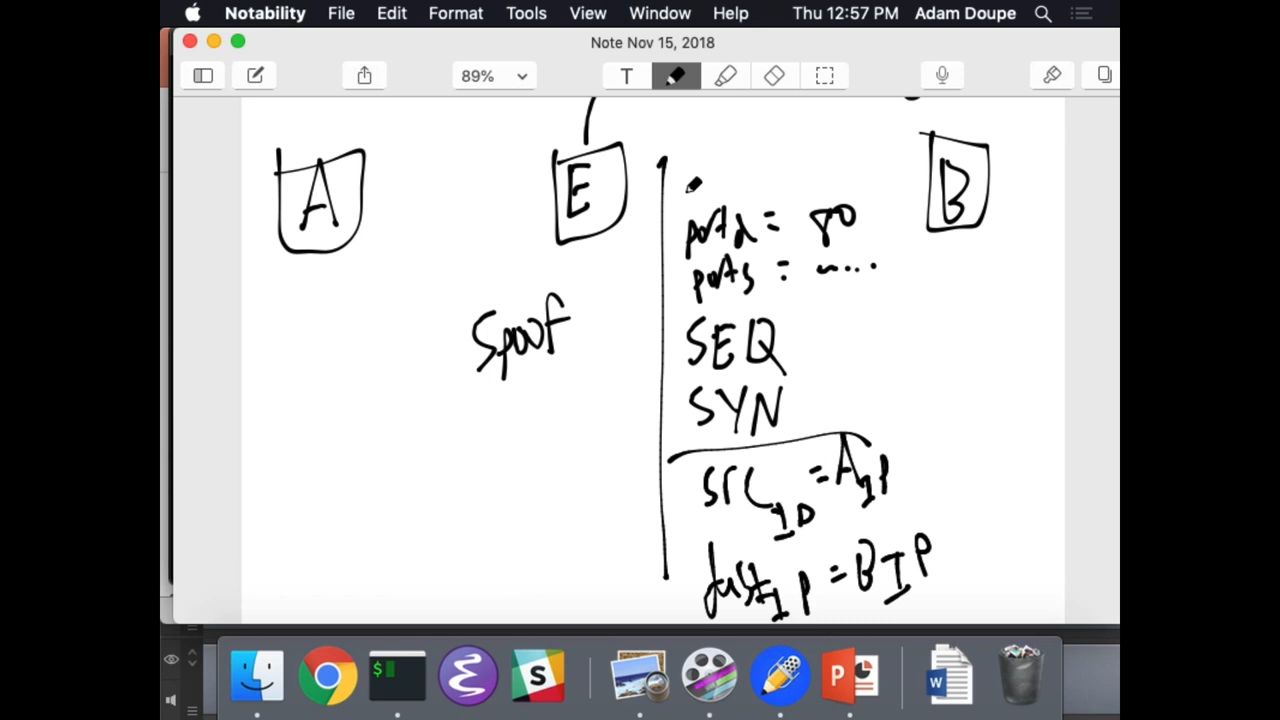 Notability File Edit Format Tools View Window Help Thu 12:57 PM Adam Doupe
Note Nov 15, 2018
89% T
A E B
portd = 80
ports = ....
Spoof
SEQ
SYN
src IP = A IP
dest IP = B IP
$
S
P
W